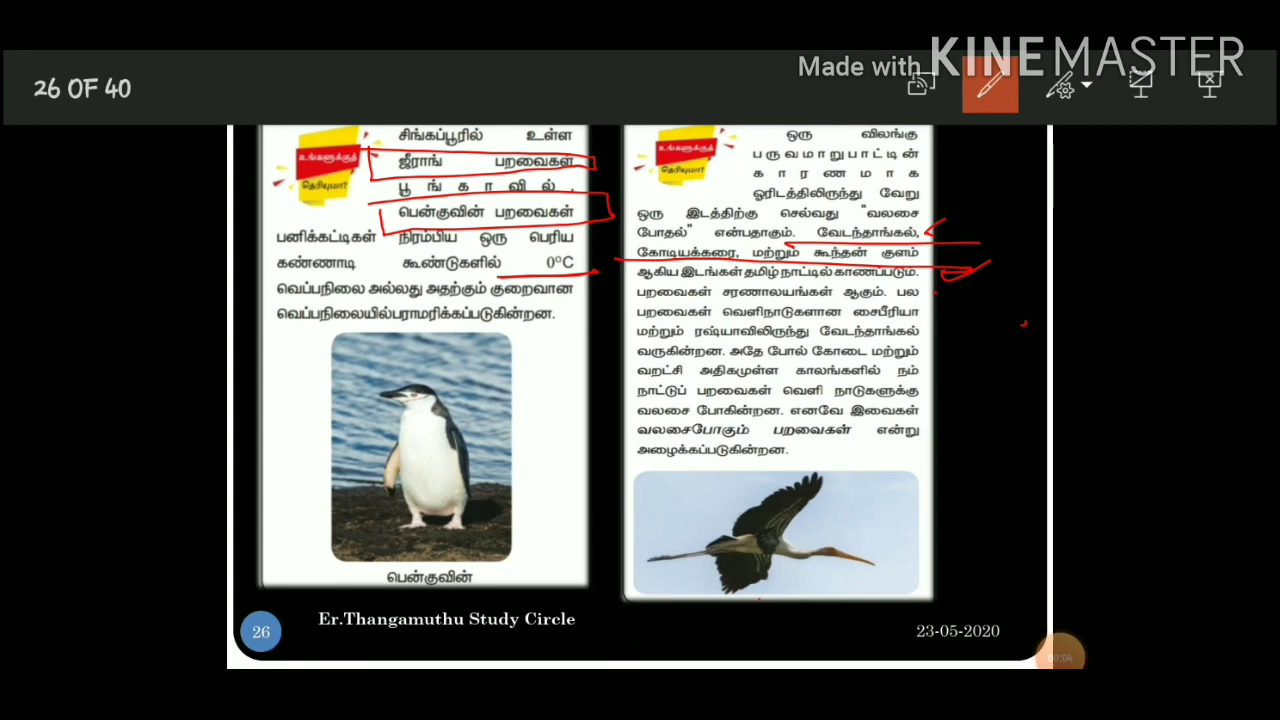 Made with KINEMASTER
26 OF 40
உங்களுக்குத்
தெரியுமா?
சிங்கப்பூரில் உள்ள
ஜீராங் பறவைகள்
பூங்காவில்
பென்குவின் பறவைகள்
பனிக்கட்டிகள் நிரம்பிய ஒரு பெரிய
கண்ணாடி கூண்டுகளில் 0°C
வெப்பநிலை அல்லது அதற்கும் குறைவான
வெப்பநிலையில்பராமரிக்கப்படுகின்றன.
பென்குவின்
உங்களுக்குத்
தெரியுமா?
ஒரு விலங்கு
பருவமாறுபாட்டின்
காரணமாக
ஓரிடத்திலிருந்து வேறு
ஒரு இடத்திற்கு செல்வது "வலசை
போதல்" என்பதாகும். வேடந்தாங்கல்,
கோடியக்கரை, மற்றும் கூந்தன் குளம்
ஆகிய இடங்கள் தமிழ் நாட்டில் காணப்படும்.
பறவைகள் சரணாலயங்கள் ஆகும். பல
பறவைகள் வெளிநாடுகளான சைபீரியா
மற்றும் ரஷ்யாவிலிருந்து வேடந்தாங்கல்
வருகின்றன. அதே போல் கோடை மற்றும்
வறட்சி அதிகமுள்ள காலங்களில் நம்
நாட்டுப் பறவைகள் வெளி நாடுகளுக்கு
வலசை போகின்றன. எனவே இவைகள்
வலசைபோகும் பறவைகள் என்று
அழைக்கப்படுகின்றன.
26
Er.Thangamuthu Study Circle
23-05-2020
00:04